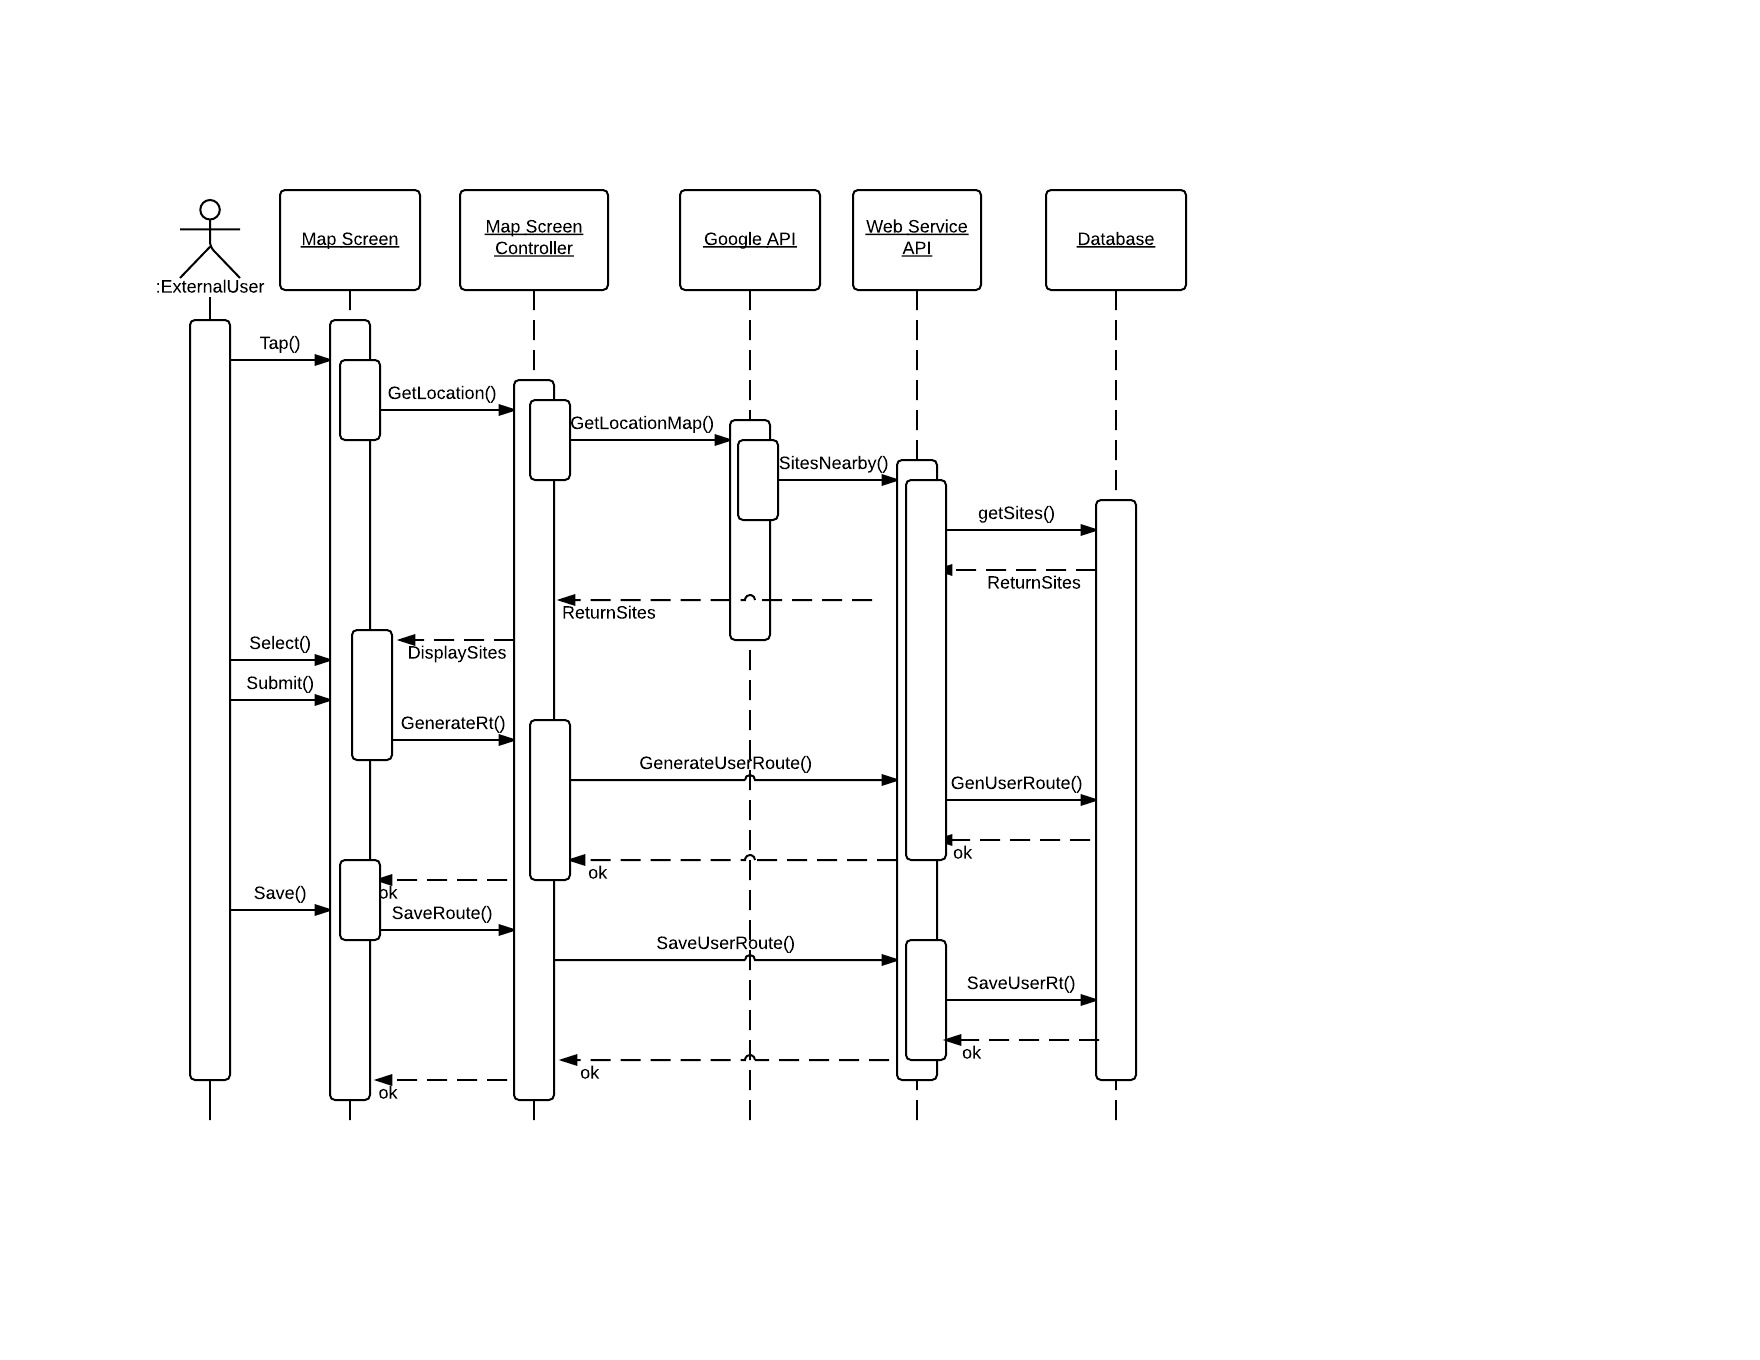 :ExternalUser
Map Screen
Map Screen
Controller
Google API
Web Service
API
Database
Tap()
GetLocation()
GetLocationMap()
SitesNearby()
getSites()
ReturnSites
ReturnSites
DisplaySites
Select()
Submit()
GenerateRt()
GenerateUserRoute()
GenUserRoute()
ok
ok
ok
Save()
SaveRoute()
SaveUserRoute()
SaveUserRt()
ok
ok
ok